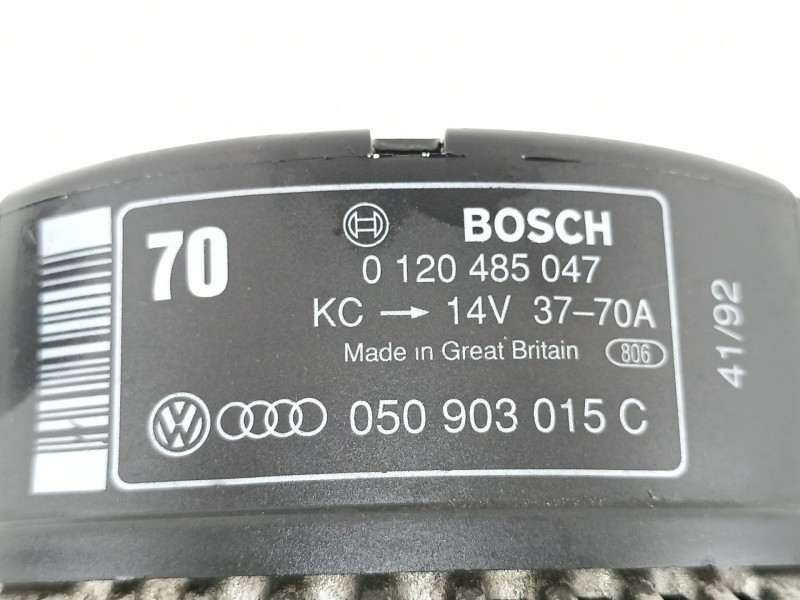 70
BOSCH
0 120 485 047
KC → 14V 37–70A
Made in Great Britain 806
050 903 015 C
41/92